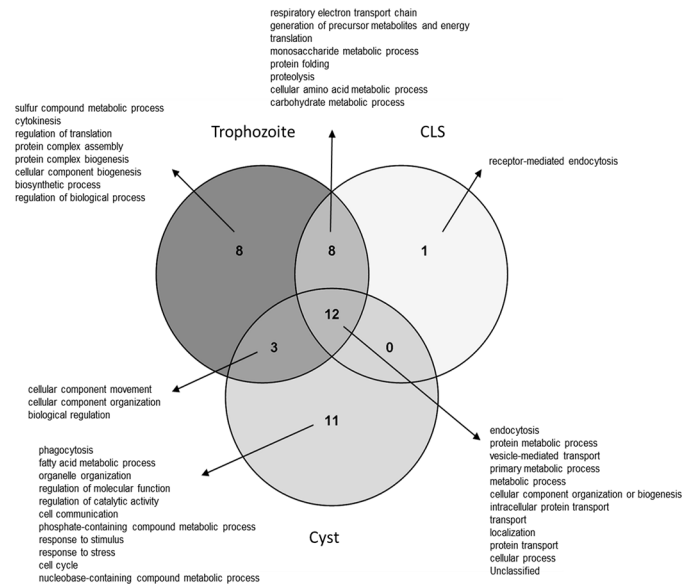 respiratory electron transport chain
generation of precursor metabolites and energy
translation
monosaccharide metabolic process
protein folding
proteolysis
cellular amino acid metabolic process
carbohydrate metabolic process
sulfur compound metabolic process
cytokinesis
regulation of translation
protein complex assembly
protein complex biogenesis
cellular component biogenesis
biosynthetic process
regulation of biological process
Trophozoite
CLS
receptor-mediated endocytosis
8
8
1
12
3
0
11
cellular component movement
cellular component organization
biological regulation
phagocytosis
fatty acid metabolic process
organelle organization
regulation of molecular function
regulation of catalytic activity
cell communication
phosphate-containing compound metabolic process
response to stimulus
response to stress
cell cycle
nucleobase-containing compound metabolic process
Cyst
endocytosis
protein metabolic process
vesicle-mediated transport
primary metabolic process
metabolic process
cellular component organization or biogenesis
intracellular protein transport
transport
localization
protein transport
cellular process
Unclassified